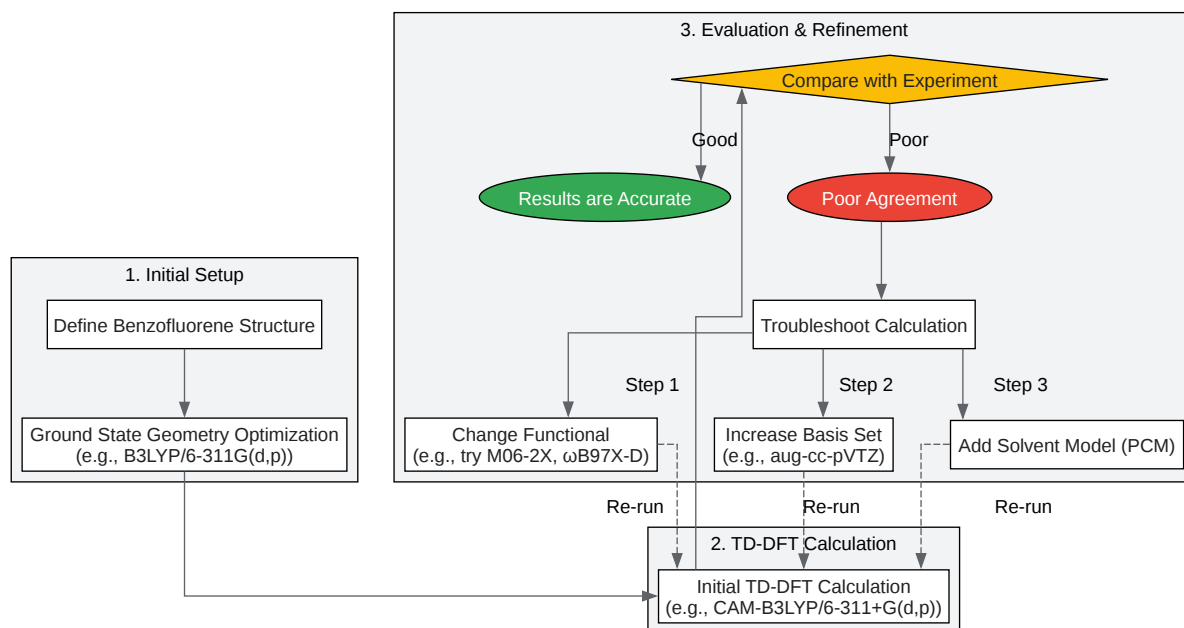 3. Evaluation & Refinement
Compare with Experiment
Good
Poor
Results are Accurate
Poor Agreement
1. Initial Setup
Define Benzofluorene Structure
Troubleshoot Calculation
Step 1
Step 2
Step 3
Ground State Geometry Optimization
(e.g., B3LYP/6-311G(d,p))
Change Functional
(e.g., try M06-2X, ωB97X-D)
Increase Basis Set
(e.g., aug-cc-pVTZ)
Add Solvent Model (PCM)
Re-run
Re-run
Re-run
2. TD-DFT Calculation
Initial TD-DFT Calculation
(e.g., CAM-B3LYP/6-311+G(d,p))